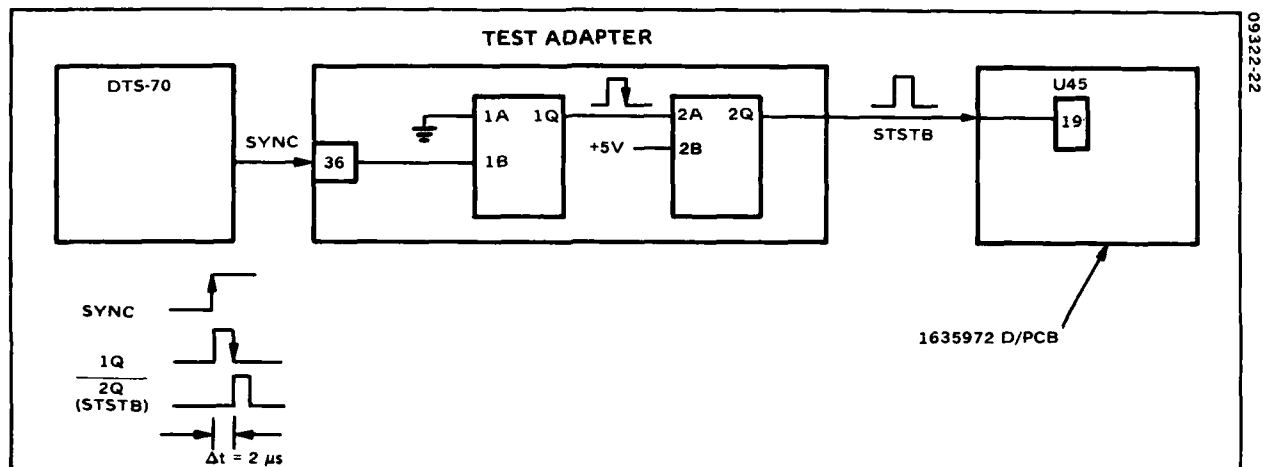 TEST ADAPTER
09322-22
DTS-70
SYNC
36
1A 1Q
1B
2A 2Q
+5V
2B
STSTB
U45
19
SYNC
1Q
2Q
(STSTB)
Δt = 2 μs
1635972 D/PCB